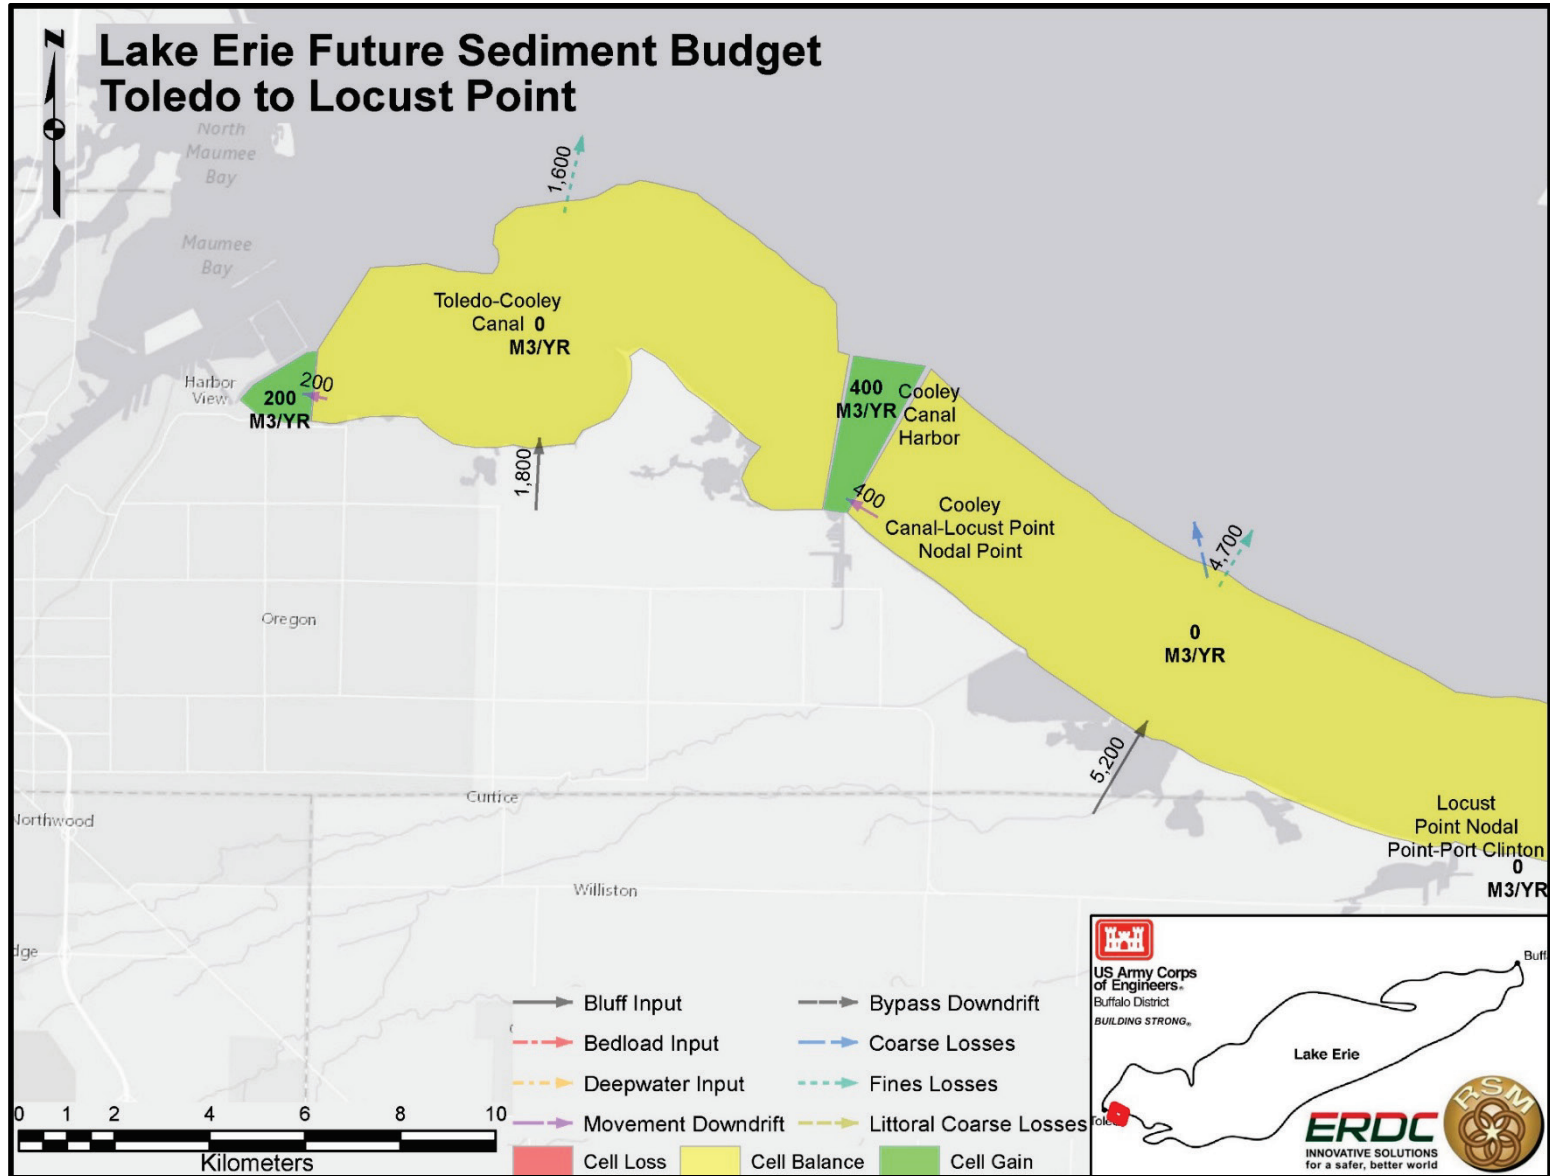 Lake Erie Future Sediment Budget
Toledo to Locust Point
N
North
Maumee
Bay
Maumee
Bay
1,600
Toledo-Cooley
Canal 0
M3/YR
Harbor
View
200
200
M3/YR
1,800
400
M3/YR
Cooley
Canal
Harbor
400
Cooley
Canal-Locust Point
Nodal Point
4,700
0
M3/YR
Oregon
5,200
Curtice
Northwood
Locust
Point Nodal
Point-Port Clinton
0
M3/YR
Williston
dge
Bluff Input
Bypass Downdrift
Bedload Input
Coarse Losses
Deepwater Input
Fines Losses
Movement Downdrift
Littoral Coarse Losses
Cell Loss
Cell Balance
Cell Gain
0 1 2 4 6 8 10
Kilometers
US Army Corps
of Engineers®
Buffalo District
BUILDING STRONG®
Buff
Lake Erie
ERDC
INNOVATIVE SOLUTIONS
for a safer, better world
RSM